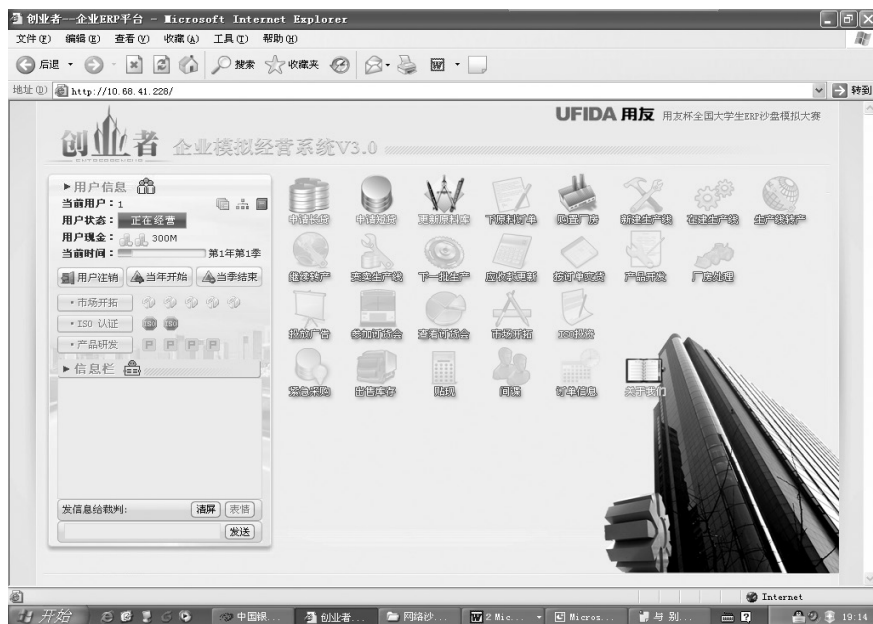 创业者--企业ERP平台 - Microsoft Internet Explorer
文件(F) 编辑(E) 查看(V) 收藏(A) 工具(T) 帮助(H)
后退 搜索 收藏夹
地址(D) http://10.68.41.228/ 转到
创业者 企业模拟经营系统V3.0
UFIDA 用友 用友杯全国大学生ERP沙盘模拟大赛
用户信息
当前用户：1
用户状态： 正在经营
用户现金： 300M
当前时间： 第1年第1季
用户注销 当年开始 当季结束
·市场开拓
·ISO 认证 ISO ISO
·产品研发 P P P P
信息栏
发信息给裁判: 清屏 表情
发送
申请长贷 申请短贷 更新原料库 下原料订单 购置厂房 新建生产线 在建生产线 生产线转产
继续转产 变卖生产线 下一批生产 应收款更新 按订单交货 产品开发 厂房处理
投放广告 参加订货会 查看订货会 市场开拓 ISO投资
紧急采购 出售库存 贴现 间谍 订单信息 关于我们
Internet
开始 中国银... 创业者... 网络沙... 2 Mic... Micros... 与 别... 19:14